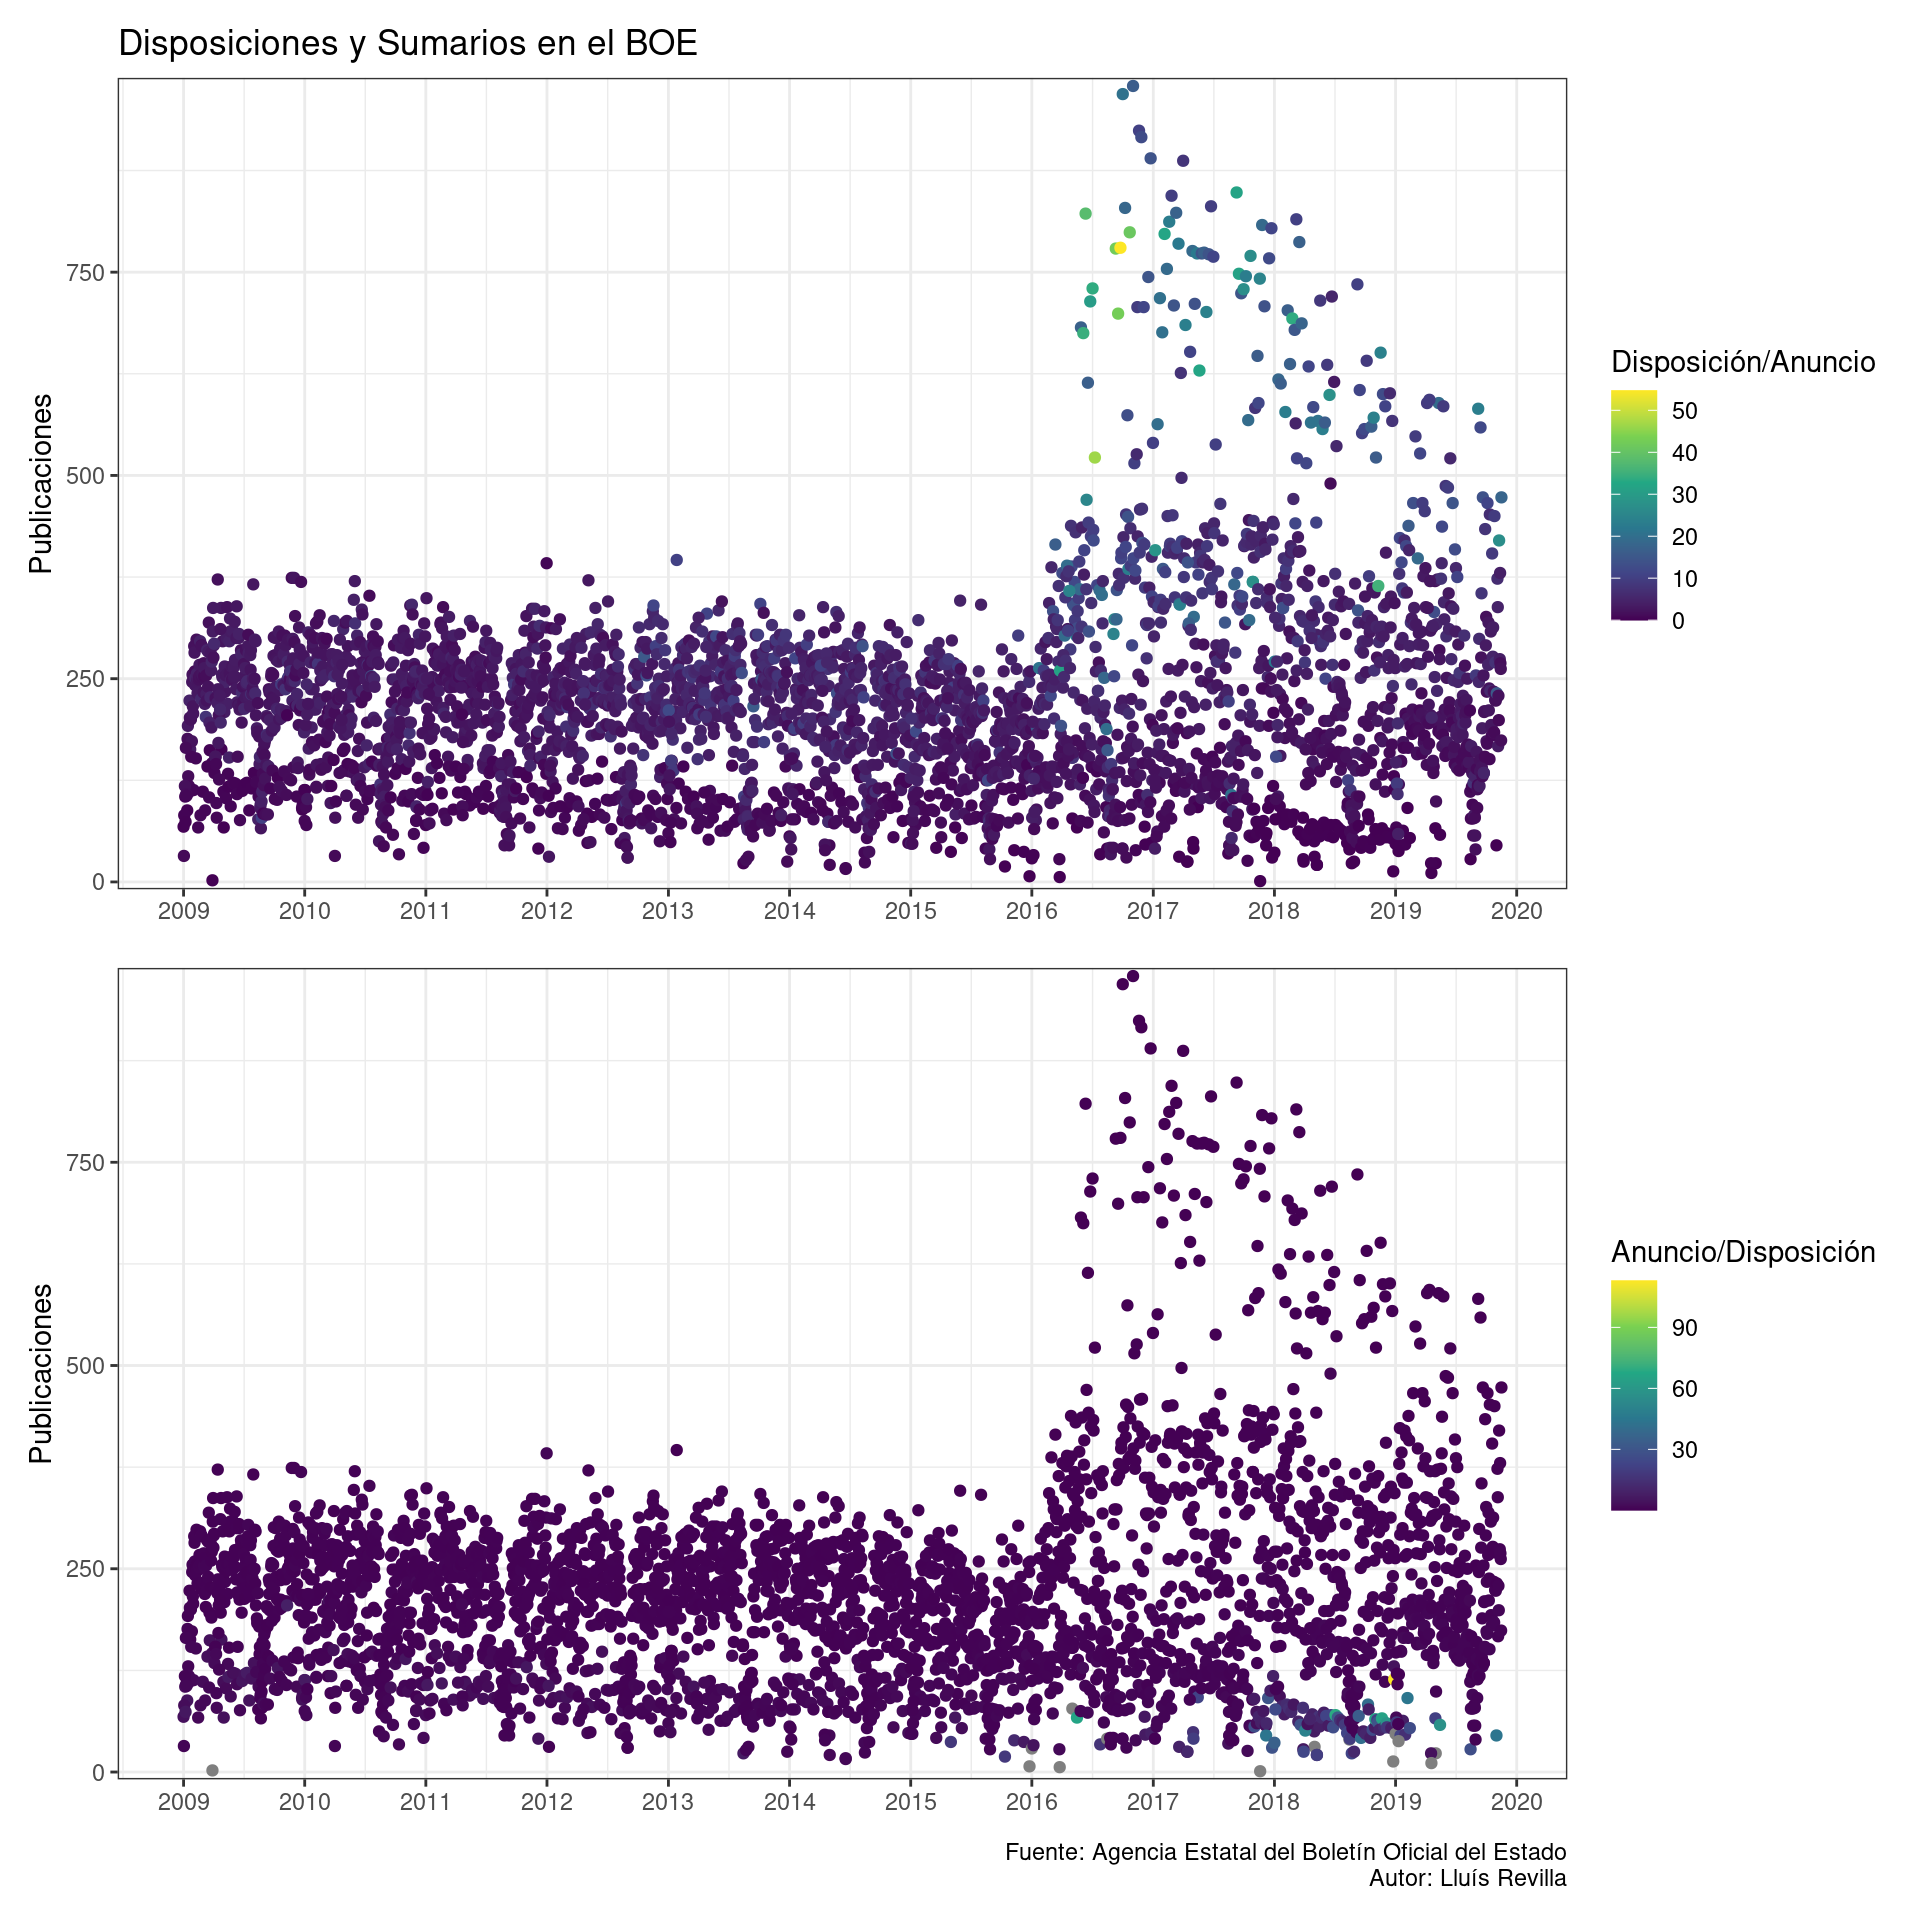 Disposiciones y Sumarios en el BOE
Publicaciones
750
500
250
0
2009 2010 2011 2012 2013 2014 2015 2016 2017 2018 2019 2020
Disposición/Anuncio
50
40
30
20
10
0
Publicaciones
750
500
250
0
2009 2010 2011 2012 2013 2014 2015 2016 2017 2018 2019 2020
Anuncio/Disposición
90
60
30
Fuente: Agencia Estatal del Boletín Oficial del Estado
Autor: Lluís Revilla